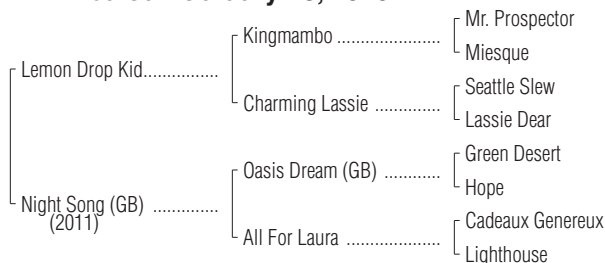 Mr. Prospector
Kingmambo ..................
Miesque
Lemon Drop Kid...............
Seattle Slew
Charming Lassie .............
Lassie Dear
Green Desert
Oasis Dream (GB) ............
Hope
Night Song (GB) .............
(2011)
Cadeaux Genereux
All For Laura ................
Lighthouse